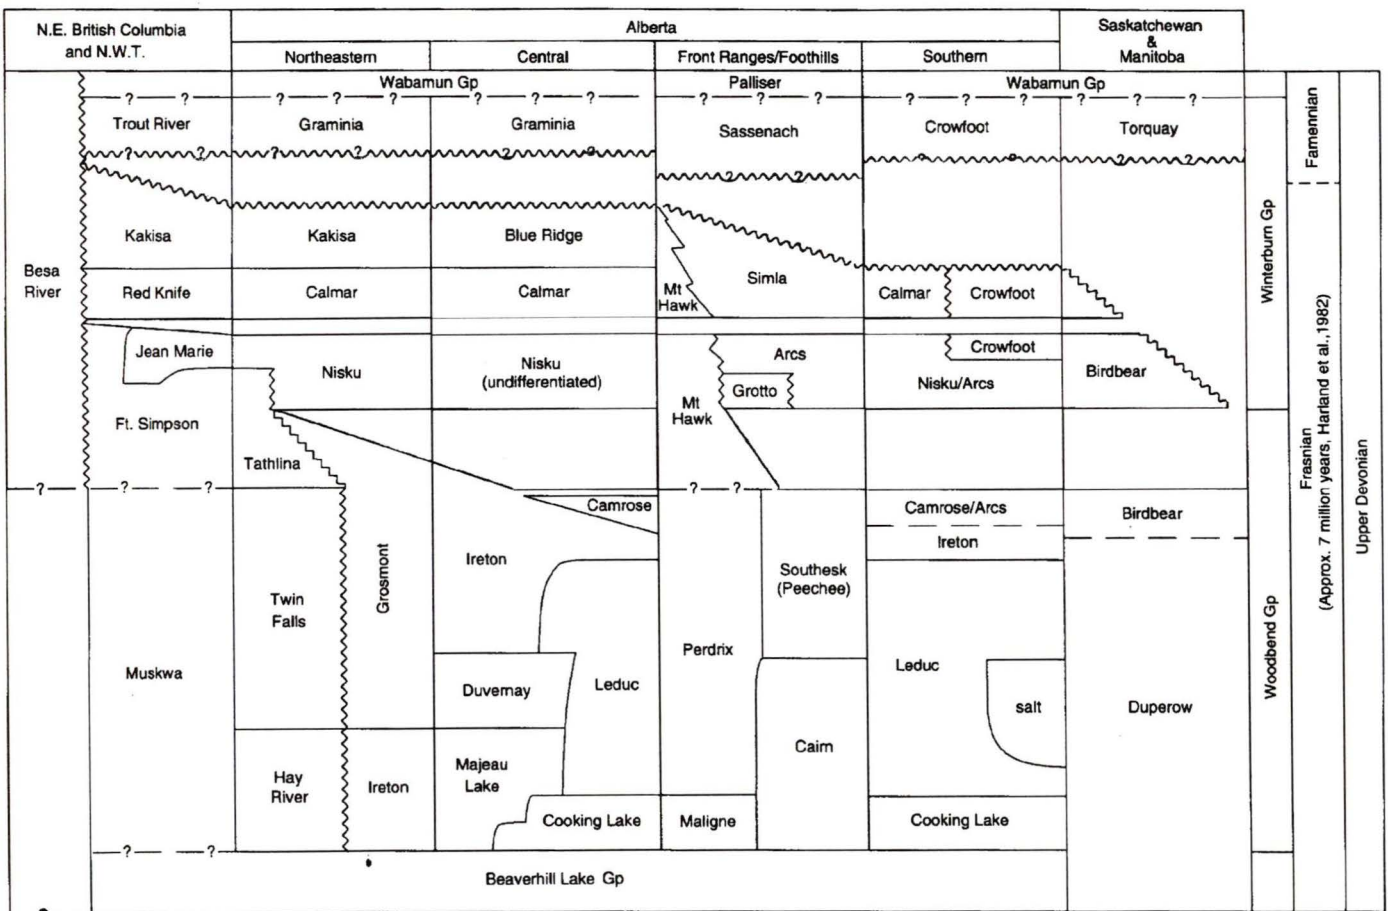 N.E. British Columbia
and N.W.T.
Alberta
Saskatchewan
&
Manitoba
Northeastern
Central
Front Ranges/Foothills
Southern
Wabamun Gp
Palliser
Wabamun Gp
? ? ? ? ? ? ? ? ? ? ? ? ? ? ?
Trout River
Graminia
Graminia
Sassenach
Crowfoot
Torquay
Famennian
? ? ? ? ? ? ? ? ? ?
? ?
Kakisa
Kakisa
Blue Ridge
Winterburn Gp
Besa
River
Red Knife
Calmar
Calmar
Mt
Hawk
Simla
Calmar
Crowfoot
Jean Marie
Nisku
Nisku
(undifferentiated)
Arcs
Grotto
Crowfoot
Nisku/Arcs
Birdbear
Mt
Hawk
Ft. Simpson
Tathlina
? ? ? ? ?
Camrose
Camrose/Arcs
Birdbear
Ireton
Ireton
Frasnian
(Approx. 7 million years, Harland et al.,1982)
Upper Devonian
Twin
Falls
Grosmont
Southesk
(Peechee)
Muskwa
Perdrix
Leduc
Duvernay
Leduc
salt
Duperow
Woodbend Gp
Cairn
Hay
River
Ireton
Majeau
Lake
Cooking Lake
Maligne
Cooking Lake
? ?
Beaverhill Lake Gp